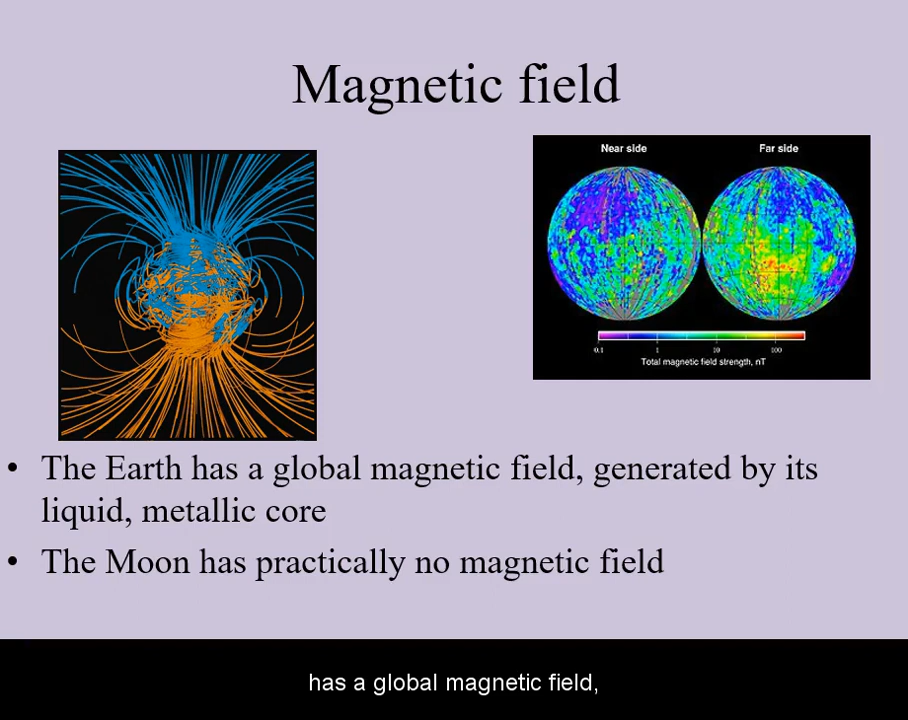 Magnetic field
Near side
Far side
0.1
1
10
100
Total magnetic field strength, nT
• The Earth has a global magnetic field, generated by its
liquid, metallic core
• The Moon has practically no magnetic field
has a global magnetic field,